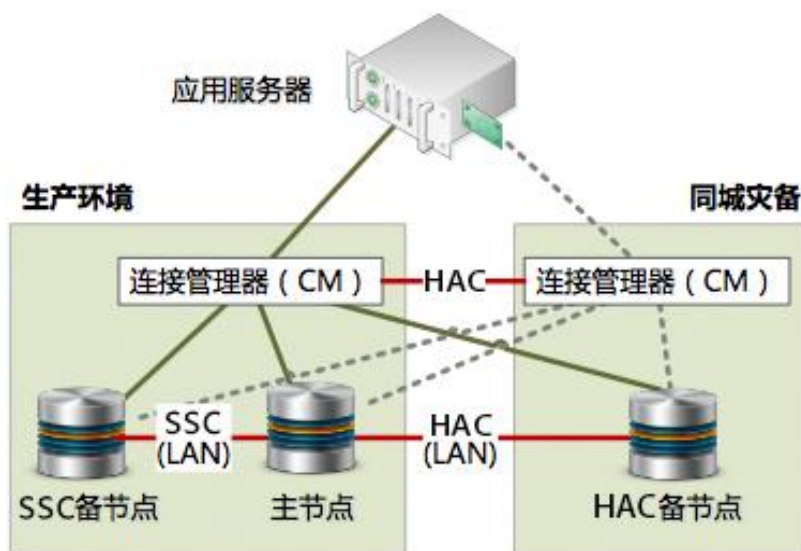 应用服务器
生产环境
同城灾备
连接管理器（CM）
HAC
连接管理器（CM）
SSC
(LAN)
HAC
(LAN)
SSC备节点
主节点
HAC备节点